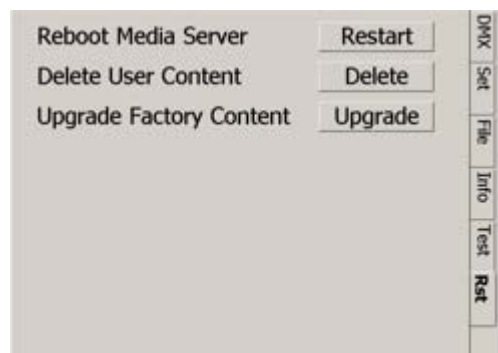 Reboot Media Server Restart
Delete User Content Delete
Upgrade Factory Content Upgrade
DMX
Set
File
Info
Test
Rst